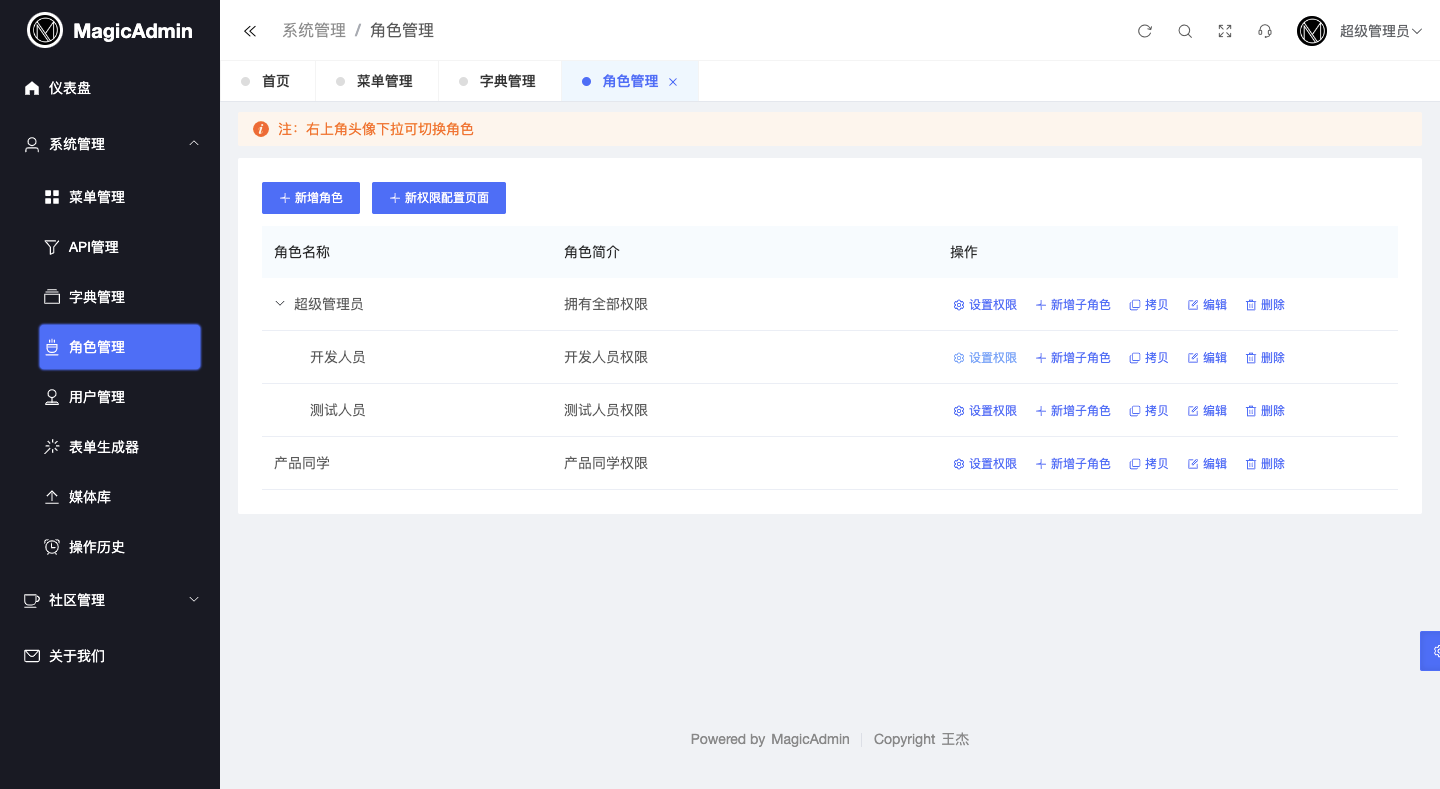 MagicAdmin
系统管理 / 角色管理
超级管理员
仪表盘
系统管理
菜单管理
API管理
字典管理
角色管理
用户管理
表单生成器
媒体库
操作历史
社区管理
关于我们
首页 菜单管理 字典管理 角色管理
注：右上角头像下拉可切换角色
新增角色 新权限配置页面
角色名称 角色简介 操作
超级管理员 拥有全部权限 设置权限 新增子角色 拷贝 编辑 删除
开发人员 开发人员权限 设置权限 新增子角色 拷贝 编辑 删除
测试人员 测试人员权限 设置权限 新增子角色 拷贝 编辑 删除
产品同学 产品同学权限 设置权限 新增子角色 拷贝 编辑 删除
Powered by MagicAdmin Copyright 王杰